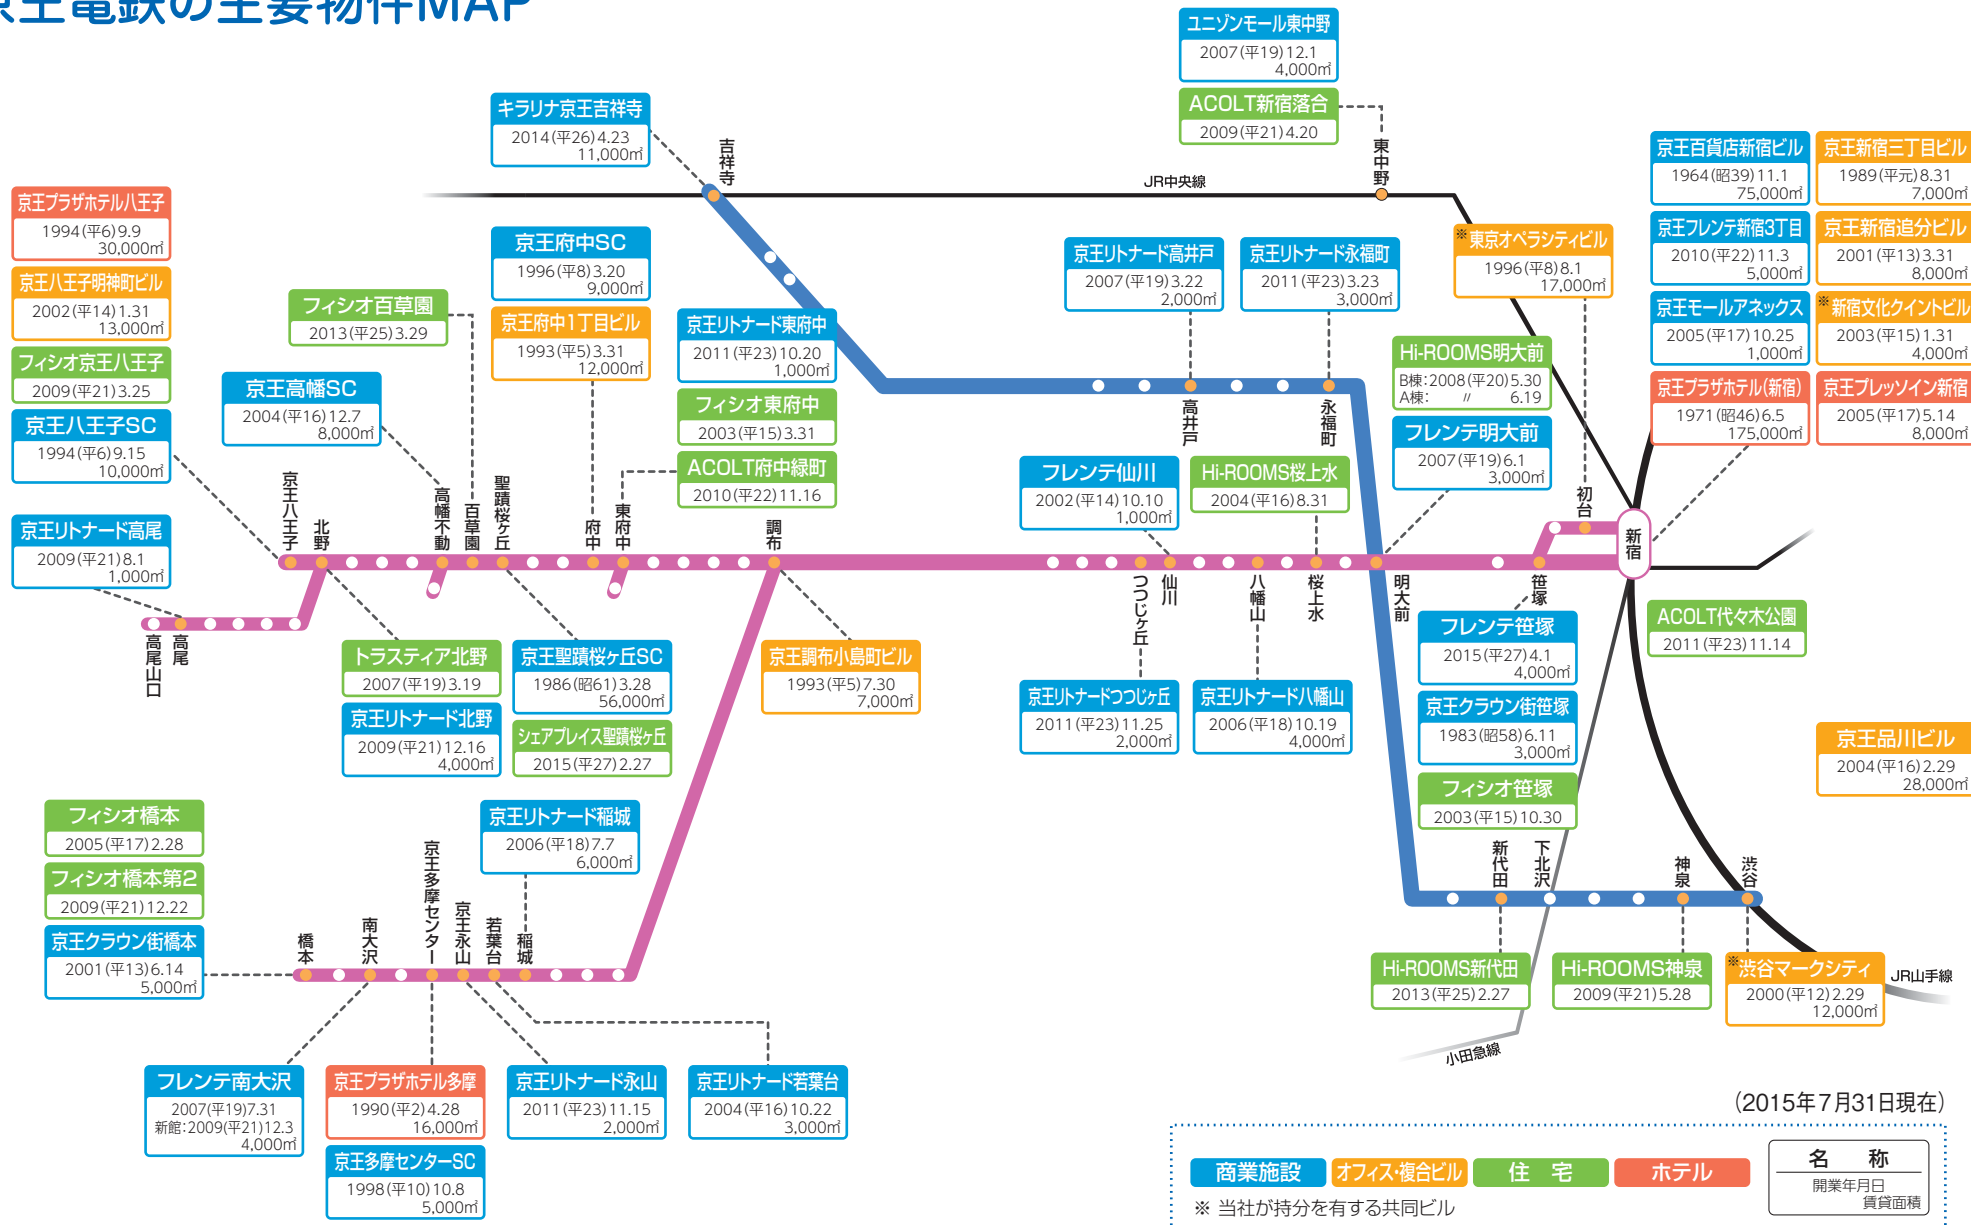 京王電鉄の主要物件MAP
ユニゾンモール東中野
2007(平19)12.1
4,000㎡
ACOLT新宿落合
2009(平21)4.20
東中野
キラリナ京王吉祥寺
2014(平26)4.23
11,000㎡
吉祥寺
JR中央線
京王百貨店新宿ビル
1964(昭39)11.1
75,000㎡
京王新宿三丁目ビル
1989(平元)8.31
7,000㎡
京王フレンテ新宿3丁目
2010(平22)11.3
5,000㎡
京王新宿追分ビル
2001(平13)3.31
8,000㎡
京王モールアネックス
2005(平17)10.25
1,000㎡
※新宿文化クイントビル
2003(平15)1.31
4,000㎡
京王プラザホテル(新宿)
1971(昭46)6.5
175,000㎡
京王プレッソイン新宿
2005(平17)5.14
8,000㎡
京王プラザホテル八王子
1994(平6)9.9
30,000㎡
京王八王子明神町ビル
2002(平14)1.31
13,000㎡
フィシオ京王八王子
2009(平21)3.25
京王八王子SC
1994(平6)9.15
10,000㎡
京王リトナード高尾
2009(平21)8.1
1,000㎡
フィシオ百草園
2013(平25)3.29
京王高幡SC
2004(平16)12.7
8,000㎡
京王府中SC
1996(平8)3.20
9,000㎡
京王府中1丁目ビル
1993(平5)3.31
12,000㎡
京王リトナード東府中
2011(平23)10.20
1,000㎡
フィシオ東府中
2003(平15)3.31
ACOLT府中緑町
2010(平22)11.16
京王リトナード高井戸
2007(平19)3.22
2,000㎡
京王リトナード永福町
2011(平23)3.23
3,000㎡
※東京オペラシティビル
1996(平8)8.1
17,000㎡
Hi-ROOMS明大前
B棟:2008(平20)5.30
A棟: 〃 6.19
フレンテ明大前
2007(平19)6.1
3,000㎡
フレンテ仙川
2002(平14)10.10
1,000㎡
Hi-ROOMS桜上水
2004(平16)8.31
高井戸
永福町
初台
新宿
京王八王子
北野
高幡不動
百草園
聖蹟桜ヶ丘
府中
東府中
調布
つつじヶ丘
仙川
八幡山
桜上水
明大前
笹塚
高尾山口
高尾
トラスティア北野
2007(平19)3.19
京王リトナード北野
2009(平21)12.16
4,000㎡
京王聖蹟桜ヶ丘SC
1986(昭61)3.28
56,000㎡
シェアプレイス聖蹟桜ヶ丘
2015(平27)2.27
京王調布小島町ビル
1993(平5)7.30
7,000㎡
京王リトナードつつじヶ丘
2011(平23)11.25
2,000㎡
京王リトナード八幡山
2006(平18)10.19
4,000㎡
フレンテ笹塚
2015(平27)4.1
4,000㎡
京王クラウン街笹塚
1983(昭58)6.11
3,000㎡
フィシオ笹塚
2003(平15)10.30
ACOLT代々木公園
2011(平23)11.14
京王品川ビル
2004(平16)2.29
28,000㎡
フィシオ橋本
2005(平17)2.28
フィシオ橋本第2
2009(平21)12.22
京王クラウン街橋本
2001(平13)6.14
5,000㎡
京王リトナード稲城
2006(平18)7.7
6,000㎡
橋本
南大沢
京王多摩センター
京王永山
若葉台
稲城
新代田
下北沢
神泉
渋谷
Hi-ROOMS新代田
2013(平25)2.27
Hi-ROOMS神泉
2009(平21)5.28
※渋谷マークシティ
2000(平12)2.29
12,000㎡
JR山手線
小田急線
フレンテ南大沢
2007(平19)7.31
新館:2009(平21)12.3
4,000㎡
京王プラザホテル多摩
1990(平2)4.28
16,000㎡
京王多摩センターSC
1998(平10)10.8
5,000㎡
京王リトナード永山
2011(平23)11.15
2,000㎡
京王リトナード若葉台
2004(平16)10.22
3,000㎡
(2015年7月31日現在)
商業施設
オフィス・複合ビル
住 宅
ホテル
※ 当社が持分を有する共同ビル
名 称
開業年月日
賃貸面積